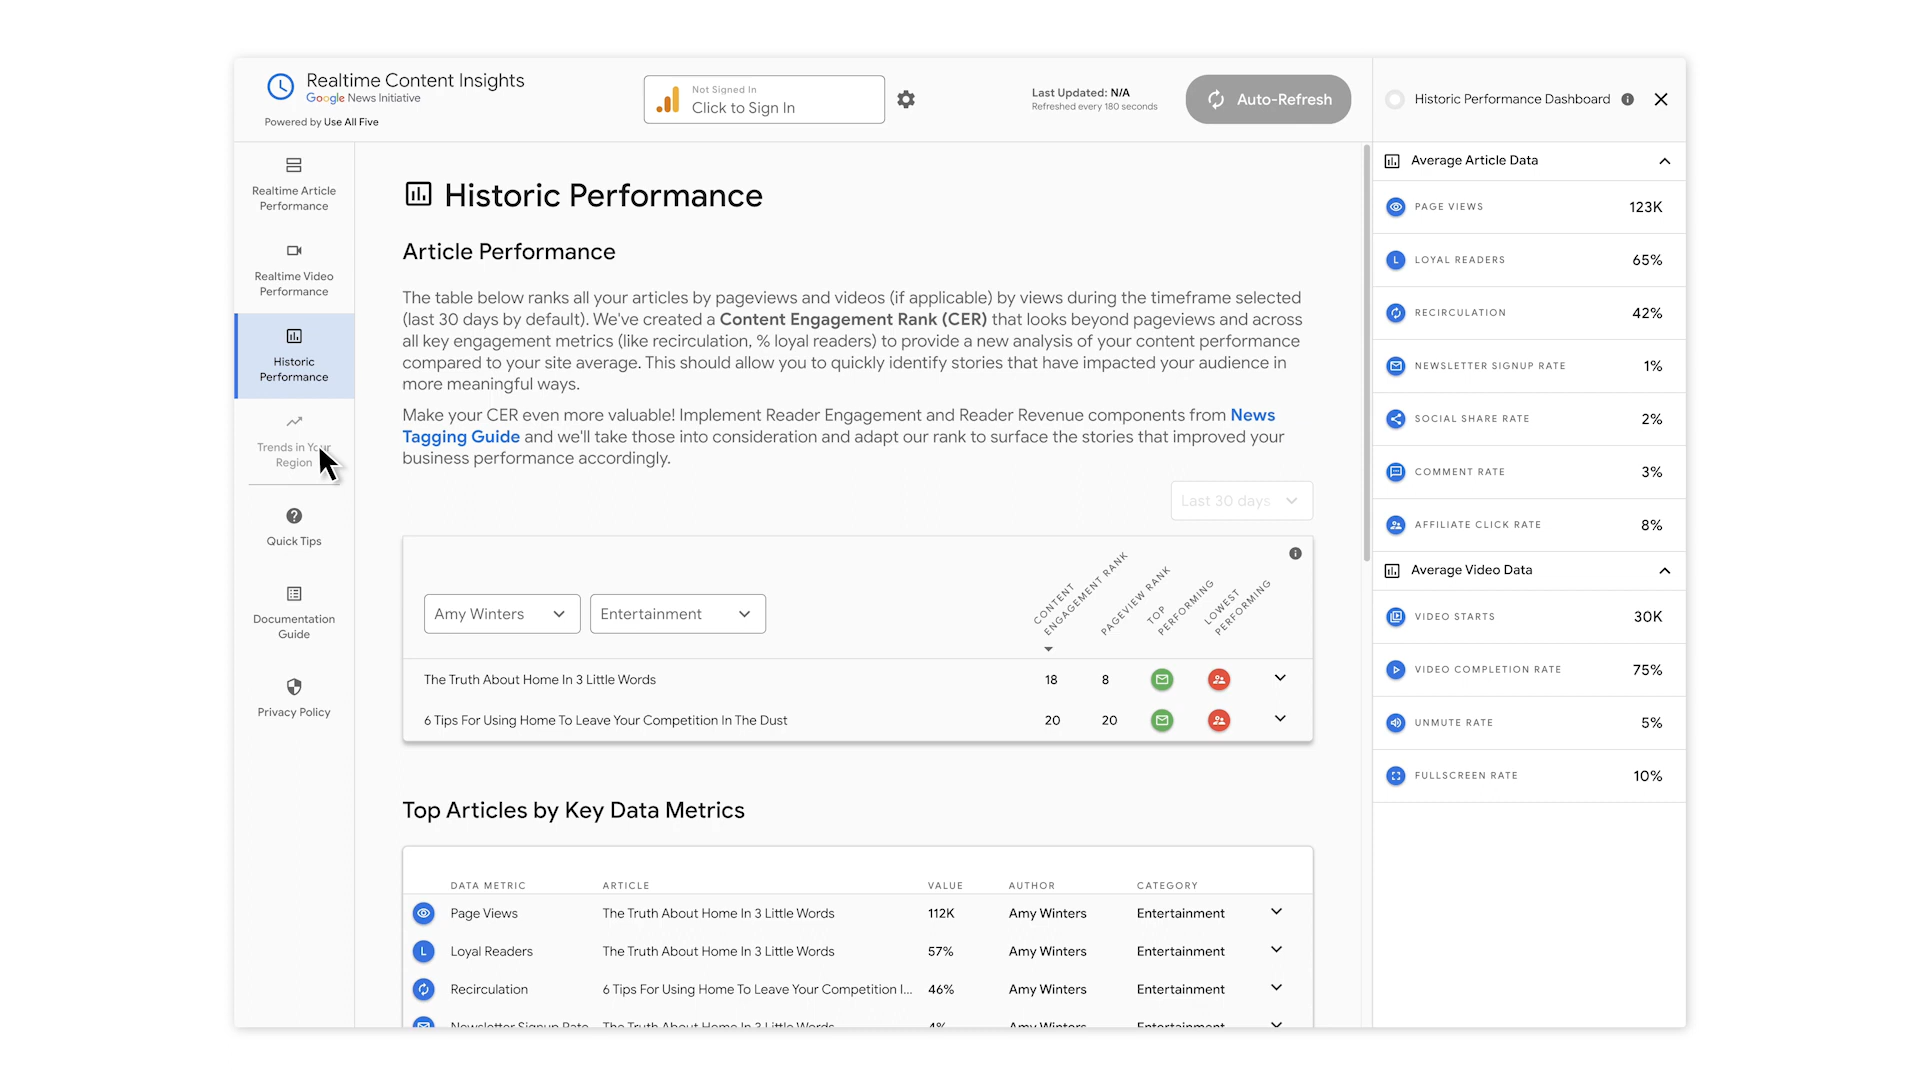 Realtime Content Insights
Google News Initiative
Powered by Use All Five
Not Signed In
Click to Sign In
Last Updated: N/A
Refreshed every 180 seconds
Auto-Refresh
Historic Performance Dashboard
Realtime Article
Performance
Realtime Video
Performance
Historic
Performance
Trends in Your
Region
Quick Tips
Documentation
Guide
Privacy Policy
Historic Performance
Article Performance
The table below ranks all your articles by pageviews and videos (if applicable) by views during the timeframe selected
(last 30 days by default). We've created a Content Engagement Rank (CER) that looks beyond pageviews and across
all key engagement metrics (like recirculation, % loyal readers) to provide a new analysis of your content performance
compared to your site average. This should allow you to quickly identify stories that have impacted your audience in
more meaningful ways.
Make your CER even more valuable! Implement Reader Engagement and Reader Revenue components from News
Tagging Guide and we'll take those into consideration and adapt our rank to surface the stories that improved your
business performance accordingly.
Last 30 days
Amy Winters
Entertainment
CONTENT
ENGAGEMENT RANK
PAGEVIEW RANK
TOP
PERFORMING
LOWEST
PERFORMING
The Truth About Home In 3 Little Words 18 8
6 Tips For Using Home To Leave Your Competition In The Dust 20 20
Top Articles by Key Data Metrics
DATA METRIC ARTICLE VALUE AUTHOR CATEGORY
Page Views The Truth About Home In 3 Little Words 112K Amy Winters Entertainment
L Loyal Readers The Truth About Home In 3 Little Words 57% Amy Winters Entertainment
Recirculation 6 Tips For Using Home To Leave Your Competition I... 46% Amy Winters Entertainment
Newsletter Signup Rate The Truth About Home In 3 Little Words 4% Amy Winters Entertainment
Average Article Data
PAGE VIEWS 123K
L LOYAL READERS 65%
RECIRCULATION 42%
NEWSLETTER SIGNUP RATE 1%
SOCIAL SHARE RATE 2%
COMMENT RATE 3%
AFFILIATE CLICK RATE 8%
Average Video Data
VIDEO STARTS 30K
VIDEO COMPLETION RATE 75%
UNMUTE RATE 5%
FULLSCREEN RATE 10%